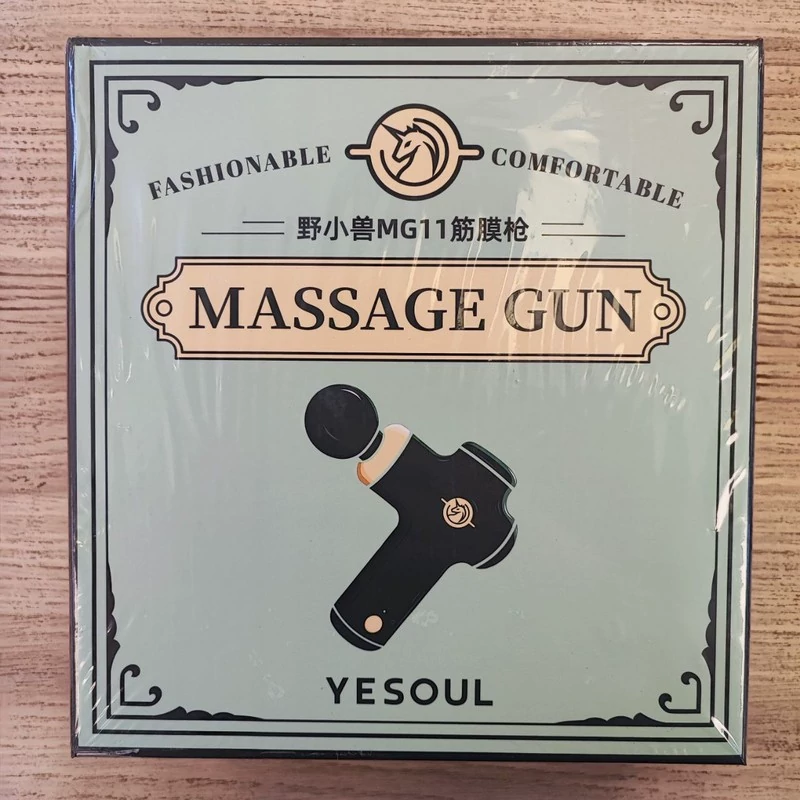 FASHIONABLE COMFORTABLE
野小兽MG11筋膜枪
MASSAGE GUN
YESOUL